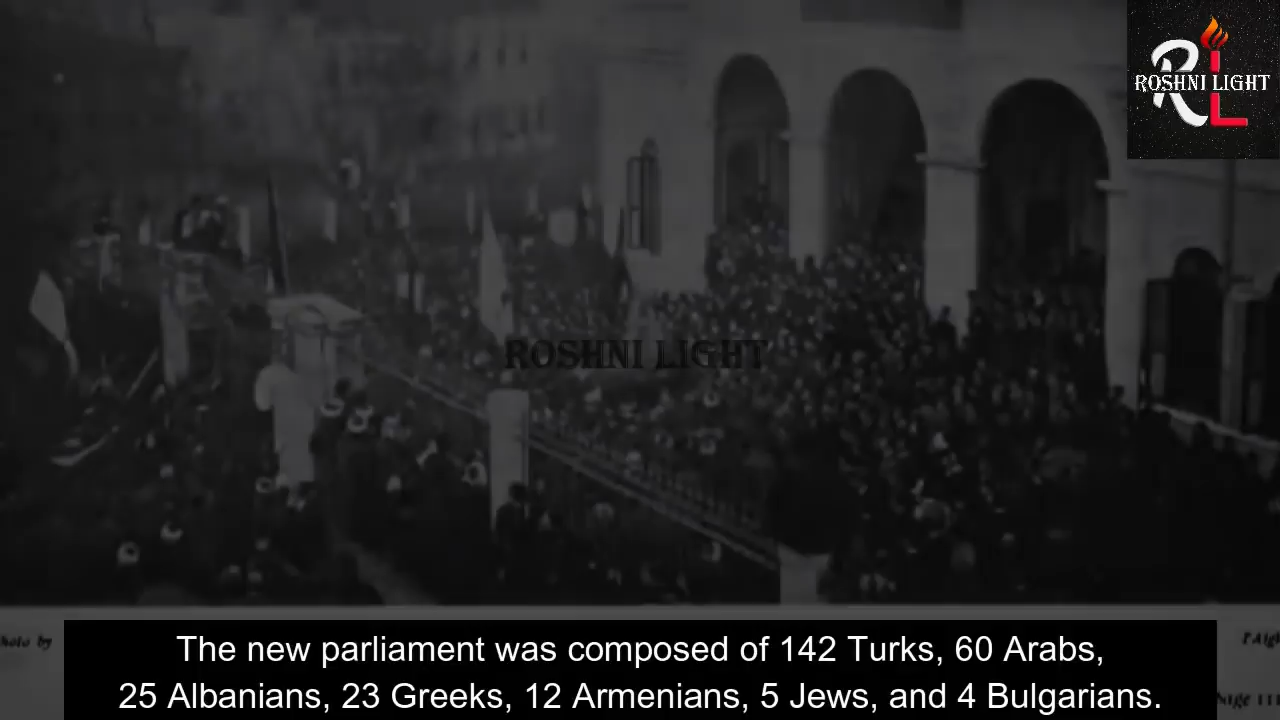 ROSHNI LIGHT
ROSHNI LIGHT
The new parliament was composed of 142 Turks, 60 Arabs,
25 Albanians, 23 Greeks, 12 Armenians, 5 Jews, and 4 Bulgarians.